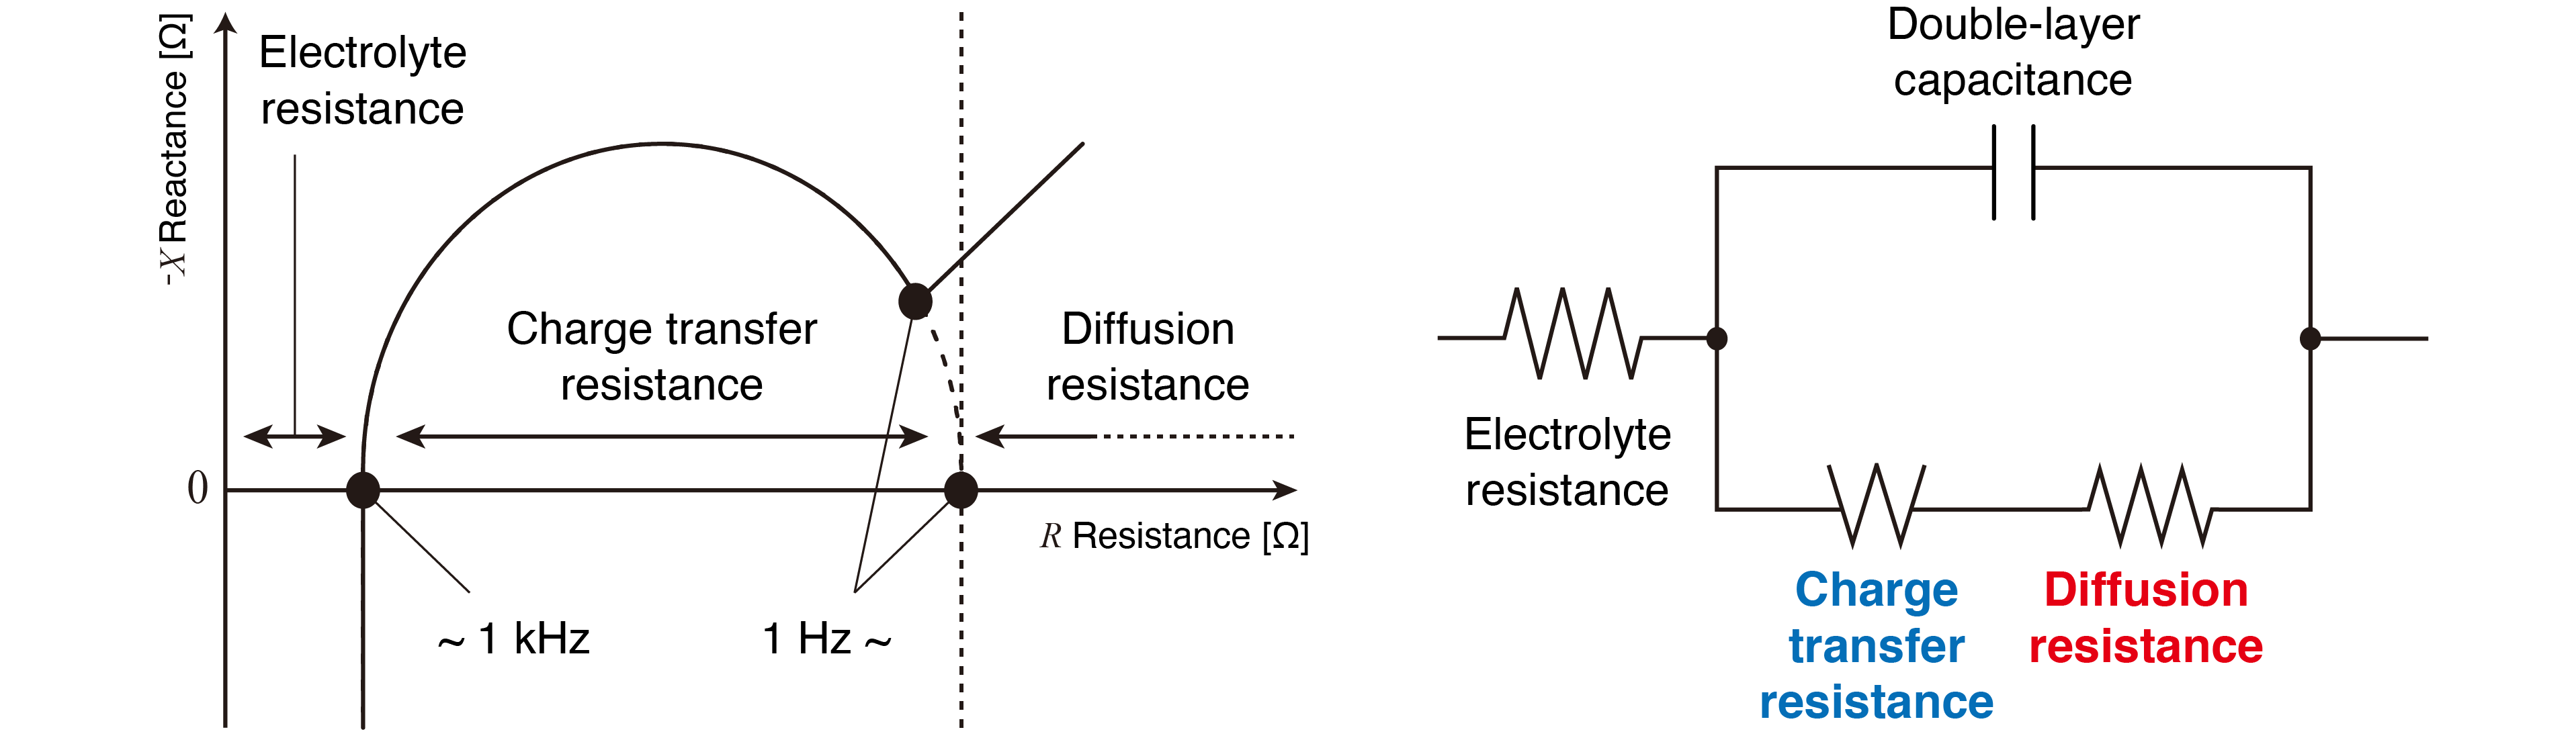 -X Reactance [Ω]
Electrolyte
resistance
Charge transfer
resistance
Diffusion
resistance
0
R Resistance [Ω]
~ 1 kHz
1 Hz ~
Double-layer
capacitance
Electrolyte
resistance
Charge
transfer
resistance
Diffusion
resistance